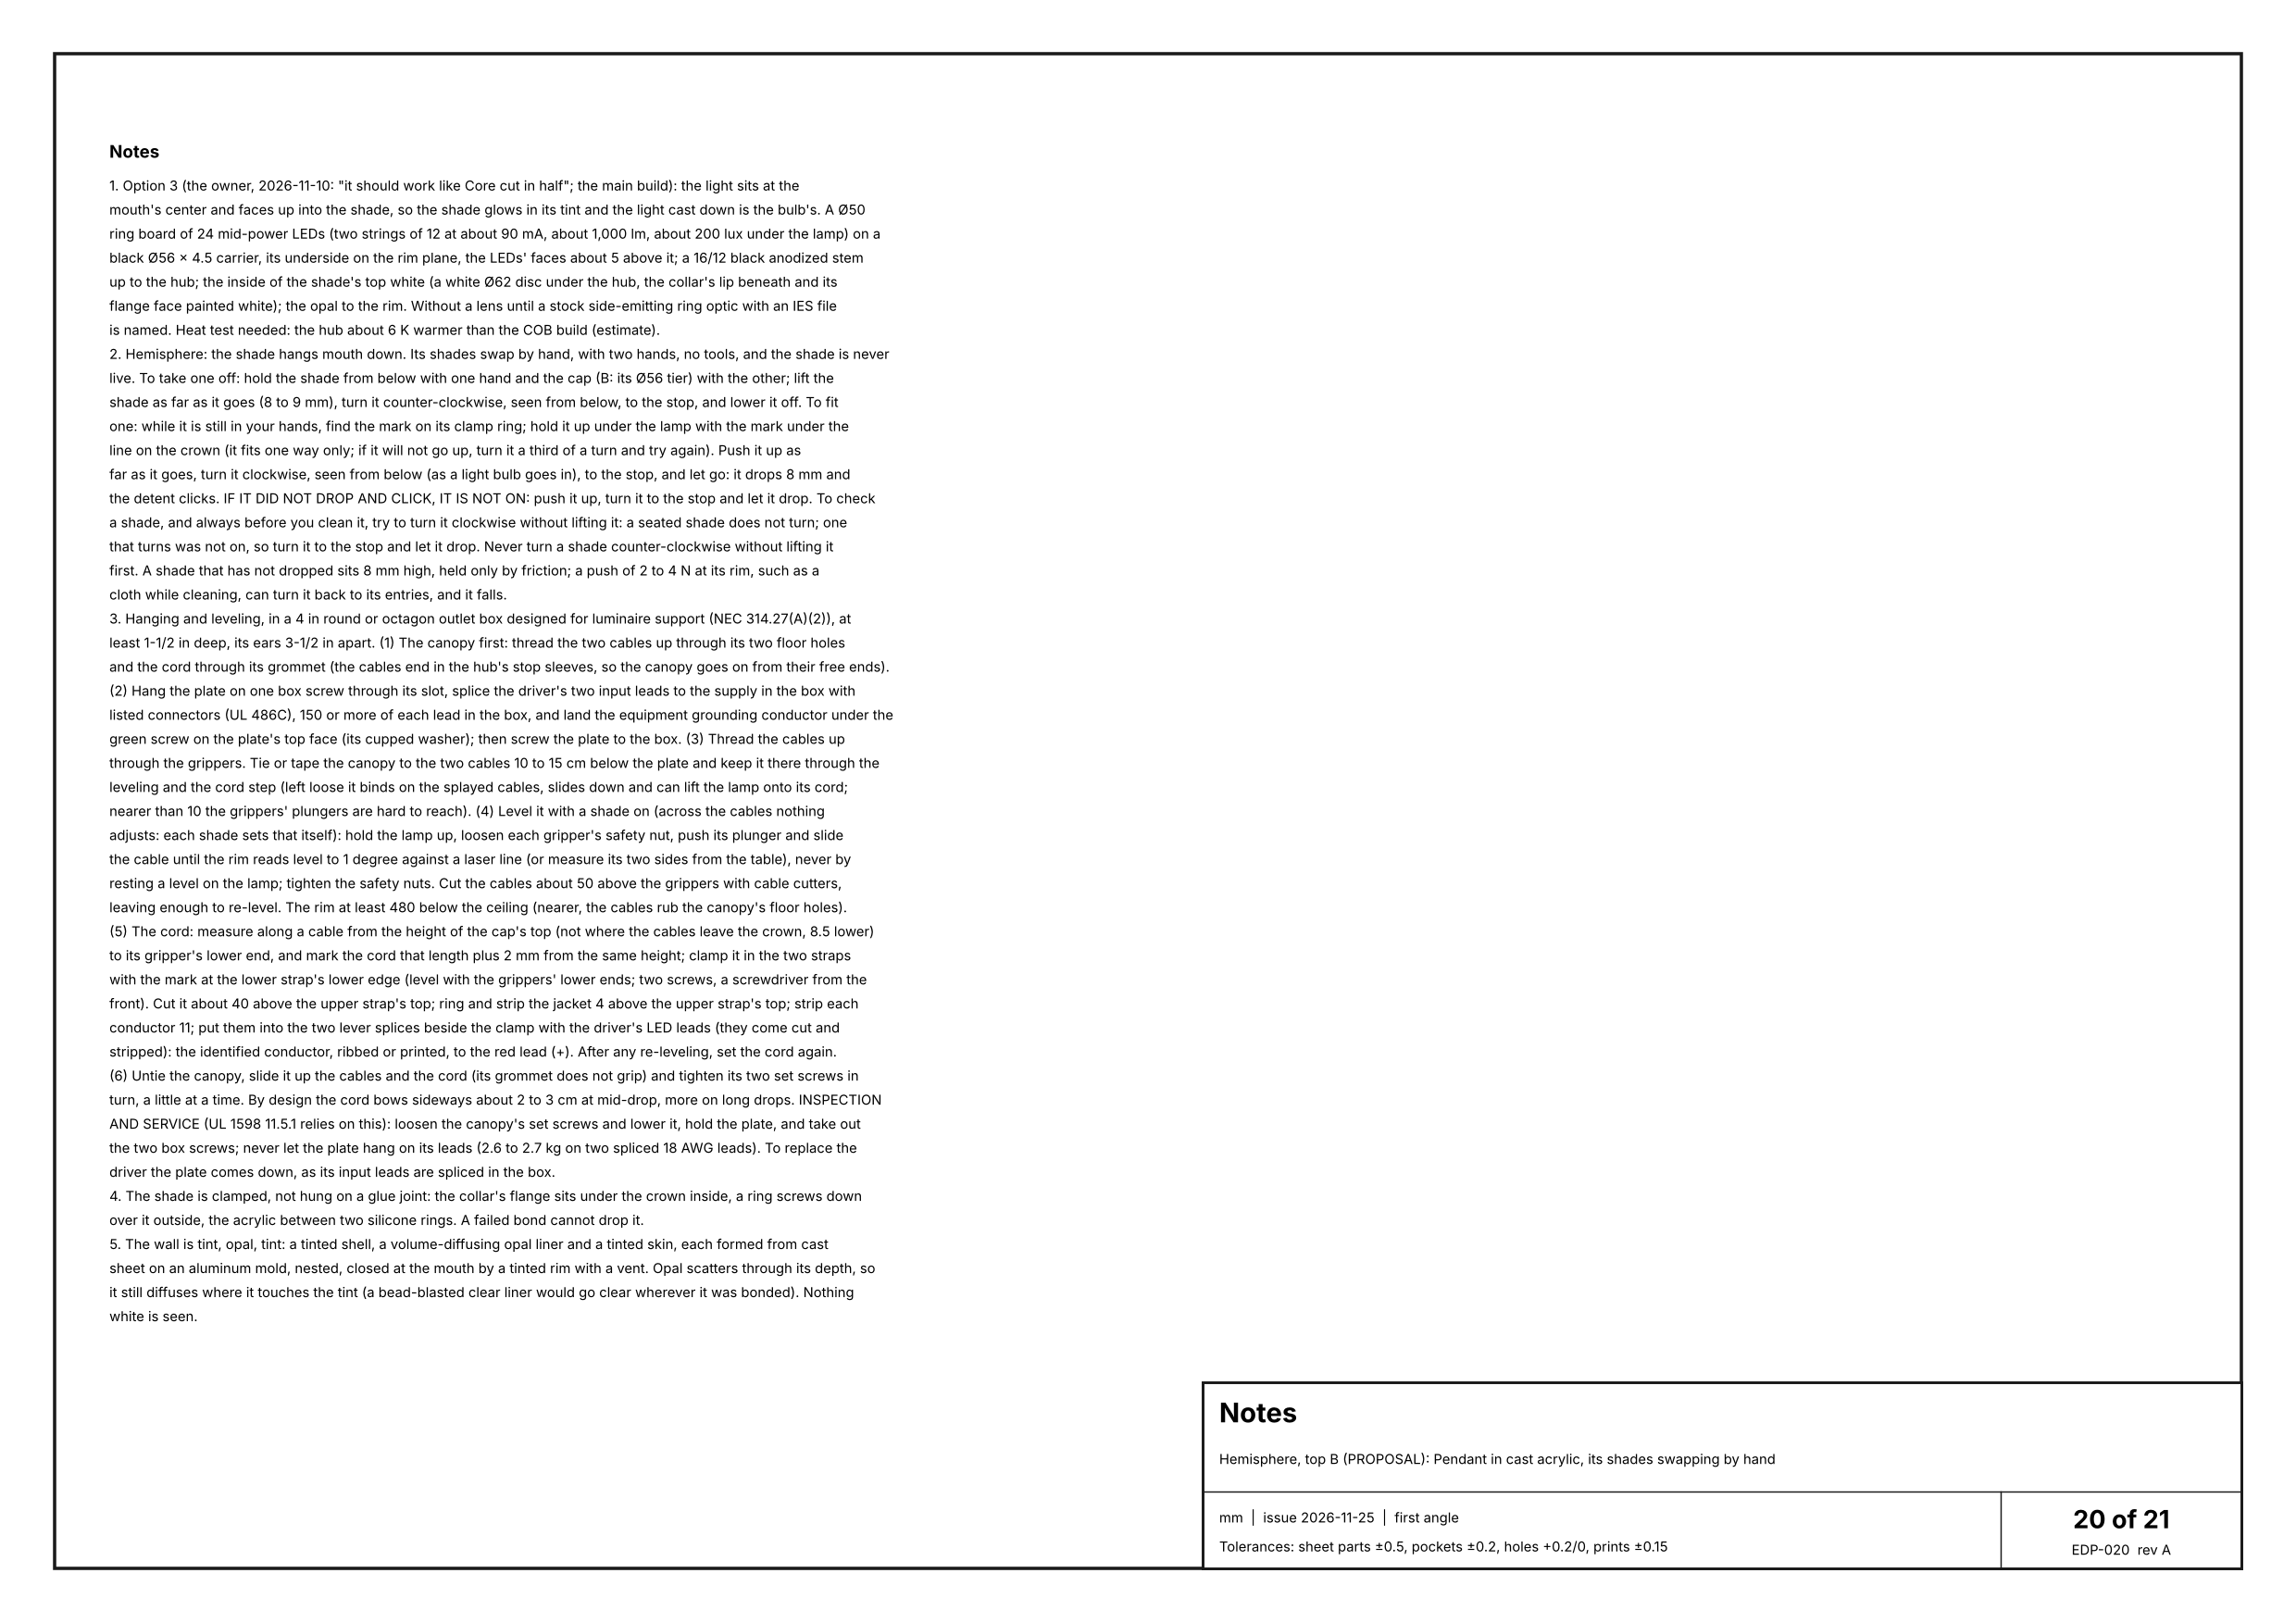 Notes
1. Option 3 (the owner, 2026-11-10: "it should work like Core cut in half"; the main build): the light sits at the
mouth's center and faces up into the shade, so the shade glows in its tint and the light cast down is the bulb's. A Ø50
ring board of 24 mid-power LEDs (two strings of 12 at about 90 mA, about 1,000 lm, about 200 lux under the lamp) on a
black Ø56 × 4.5 carrier, its underside on the rim plane, the LEDs' faces about 5 above it; a 16/12 black anodized stem
up to the hub; the inside of the shade's top white (a white Ø62 disc under the hub, the collar's lip beneath and its
flange face painted white); the opal to the rim. Without a lens until a stock side-emitting ring optic with an IES file
is named. Heat test needed: the hub about 6 K warmer than the COB build (estimate).
2. Hemisphere: the shade hangs mouth down. Its shades swap by hand, with two hands, no tools, and the shade is never
live. To take one off: hold the shade from below with one hand and the cap (B: its Ø56 tier) with the other; lift the
shade as far as it goes (8 to 9 mm), turn it counter-clockwise, seen from below, to the stop, and lower it off. To fit
one: while it is still in your hands, find the mark on its clamp ring; hold it up under the lamp with the mark under the
line on the crown (it fits one way only; if it will not go up, turn it a third of a turn and try again). Push it up as
far as it goes, turn it clockwise, seen from below (as a light bulb goes in), to the stop, and let go: it drops 8 mm and
the detent clicks. IF IT DID NOT DROP AND CLICK, IT IS NOT ON: push it up, turn it to the stop and let it drop. To check
a shade, and always before you clean it, try to turn it clockwise without lifting it: a seated shade does not turn; one
that turns was not on, so turn it to the stop and let it drop. Never turn a shade counter-clockwise without lifting it
first. A shade that has not dropped sits 8 mm high, held only by friction; a push of 2 to 4 N at its rim, such as a
cloth while cleaning, can turn it back to its entries, and it falls.
3. Hanging and leveling, in a 4 in round or octagon outlet box designed for luminaire support (NEC 314.27(A)(2)), at
least 1-1/2 in deep, its ears 3-1/2 in apart. (1) The canopy first: thread the two cables up through its two floor holes
and the cord through its grommet (the cables end in the hub's stop sleeves, so the canopy goes on from their free ends).
(2) Hang the plate on one box screw through its slot, splice the driver's two input leads to the supply in the box with
listed connectors (UL 486C), 150 or more of each lead in the box, and land the equipment grounding conductor under the
green screw on the plate's top face (its cupped washer); then screw the plate to the box. (3) Thread the cables up
through the grippers. Tie or tape the canopy to the two cables 10 to 15 cm below the plate and keep it there through the
leveling and the cord step (left loose it binds on the splayed cables, slides down and can lift the lamp onto its cord;
nearer than 10 the grippers' plungers are hard to reach). (4) Level it with a shade on (across the cables nothing
adjusts: each shade sets that itself): hold the lamp up, loosen each gripper's safety nut, push its plunger and slide
the cable until the rim reads level to 1 degree against a laser line (or measure its two sides from the table), never by
resting a level on the lamp; tighten the safety nuts. Cut the cables about 50 above the grippers with cable cutters,
leaving enough to re-level. The rim at least 480 below the ceiling (nearer, the cables rub the canopy's floor holes).
(5) The cord: measure along a cable from the height of the cap's top (not where the cables leave the crown, 8.5 lower)
to its gripper's lower end, and mark the cord that length plus 2 mm from the same height; clamp it in the two straps
with the mark at the lower strap's lower edge (level with the grippers' lower ends; two screws, a screwdriver from the
front). Cut it about 40 above the upper strap's top; ring and strip the jacket 4 above the upper strap's top; strip each
conductor 11; put them into the two lever splices beside the clamp with the driver's LED leads (they come cut and
stripped): the identified conductor, ribbed or printed, to the red lead (+). After any re-leveling, set the cord again.
(6) Untie the canopy, slide it up the cables and the cord (its grommet does not grip) and tighten its two set screws in
turn, a little at a time. By design the cord bows sideways about 2 to 3 cm at mid-drop, more on long drops. INSPECTION
AND SERVICE (UL 1598 11.5.1 relies on this): loosen the canopy's set screws and lower it, hold the plate, and take out
the two box screws; never let the plate hang on its leads (2.6 to 2.7 kg on two spliced 18 AWG leads). To replace the
driver the plate comes down, as its input leads are spliced in the box.
4. The shade is clamped, not hung on a glue joint: the collar's flange sits under the crown inside, a ring screws down
over it outside, the acrylic between two silicone rings. A failed bond cannot drop it.
5. The wall is tint, opal, tint: a tinted shell, a volume-diffusing opal liner and a tinted skin, each formed from cast
sheet on an aluminum mold, nested, closed at the mouth by a tinted rim with a vent. Opal scatters through its depth, so
it still diffuses where it touches the tint (a bead-blasted clear liner would go clear wherever it was bonded). Nothing
white is seen.
Notes
Hemisphere, top B (PROPOSAL): Pendant in cast acrylic, its shades swapping by hand
mm | issue 2026-11-25 | first angle
Tolerances: sheet parts ±0.5, pockets ±0.2, holes +0.2/0, prints ±0.15
20 of 21
EDP-020 rev A